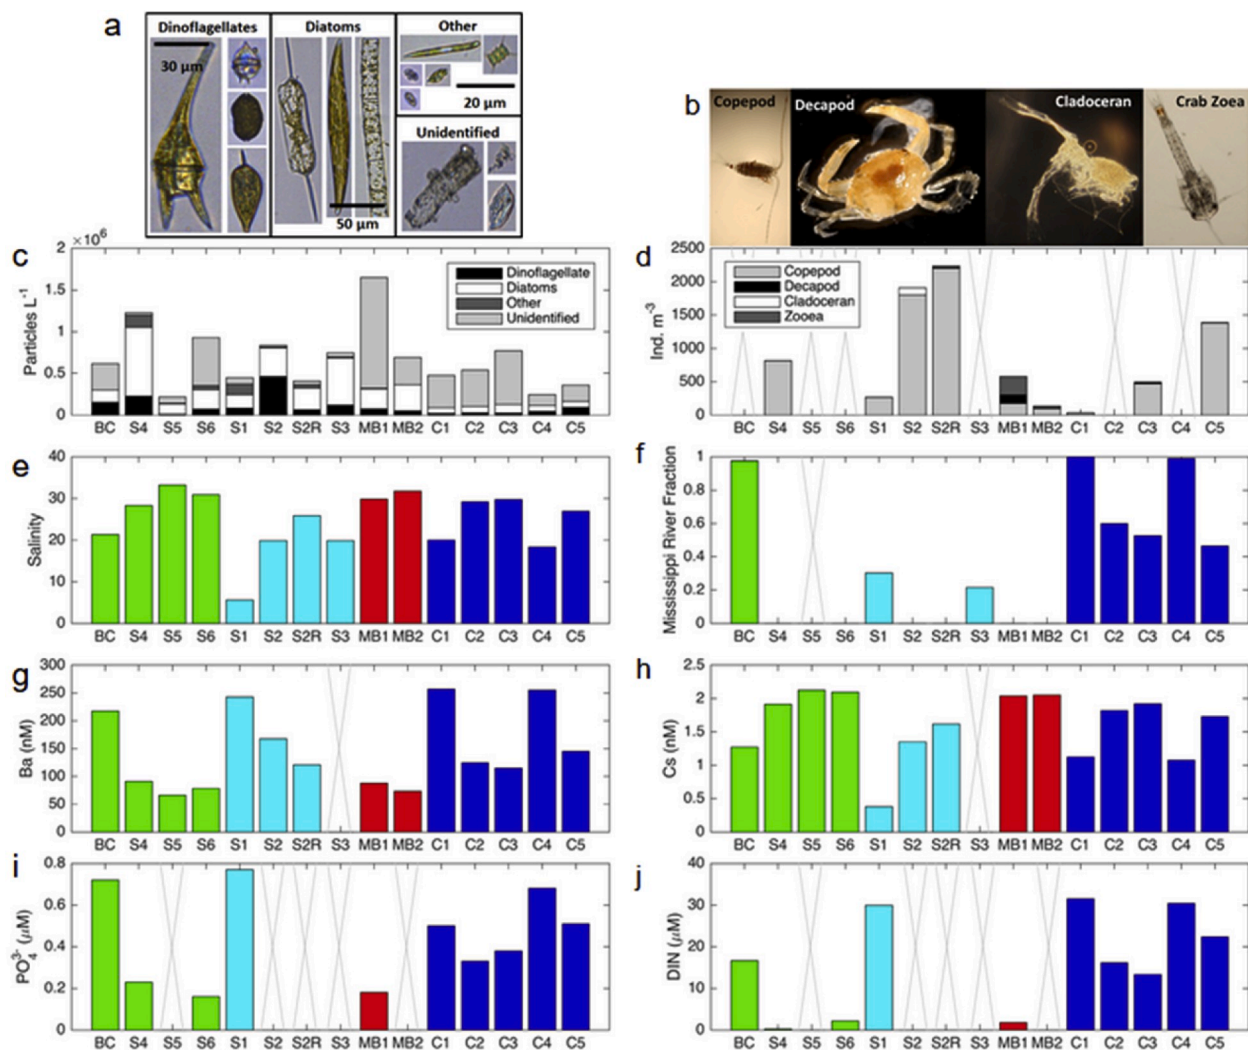 a
Dinoflagellates
Diatoms
Other
30 µm
20 µm
Unidentified
50 µm
b
Copepod
Decapod
Cladoceran
Crab Zoea
c
× 10⁶
Particles L⁻¹
2
1.5
1
0.5
0
Dinoflagellate
Diatoms
Other
Unidentified
BC S4 S5 S6 S1 S2 S2R S3 MB1 MB2 C1 C2 C3 C4 C5
d
Ind. m⁻³
2500
2000
1500
1000
500
0
Copepod
Decapod
Cladoceran
Zooea
BC S4 S5 S6 S1 S2 S2R S3 MB1 MB2 C1 C2 C3 C4 C5
e
Salinity
40
30
20
10
0
BC S4 S5 S6 S1 S2 S2R S3 MB1 MB2 C1 C2 C3 C4 C5
f
Mississippi River Fraction
1
0.8
0.6
0.4
0.2
0
BC S4 S5 S6 S1 S2 S2R S3 MB1 MB2 C1 C2 C3 C4 C5
g
Ba (nM)
300
250
200
150
100
50
0
BC S4 S5 S6 S1 S2 S2R S3 MB1 MB2 C1 C2 C3 C4 C5
h
Cs (nM)
2.5
2
1.5
1
0.5
0
BC S4 S5 S6 S1 S2 S2R S3 MB1 MB2 C1 C2 C3 C4 C5
i
PO₄³⁻ (µM)
0.8
0.6
0.4
0.2
0
BC S4 S5 S6 S1 S2 S2R S3 MB1 MB2 C1 C2 C3 C4 C5
j
DIN (µM)
40
30
20
10
0
BC S4 S5 S6 S1 S2 S2R S3 MB1 MB2 C1 C2 C3 C4 C5